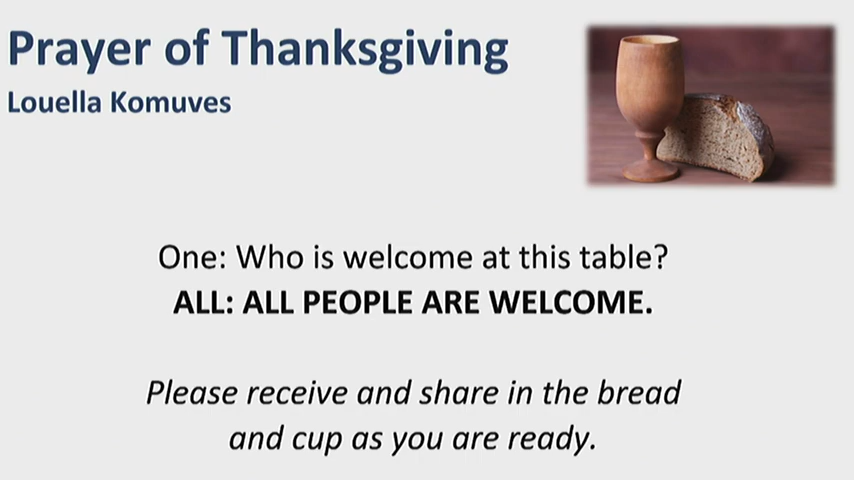 Prayer of Thanksgiving
Louella Komuves
One: Who is welcome at this table?
ALL: ALL PEOPLE ARE WELCOME.
Please receive and share in the bread
and cup as you are ready.